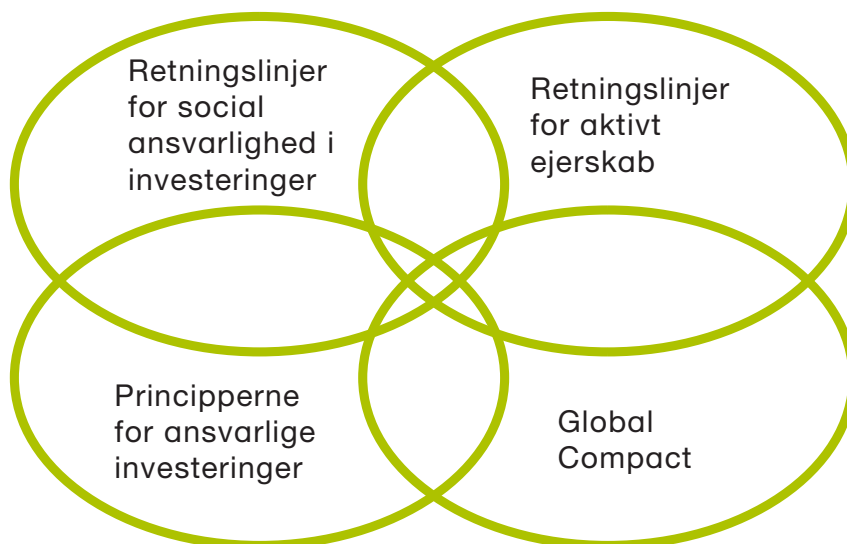 Retningslinjer
for social
ansvarlighed i
investeringer
Retningslinjer
for aktivt
ejerskab
Principperne
for ansvarlige
investeringer
Global
Compact